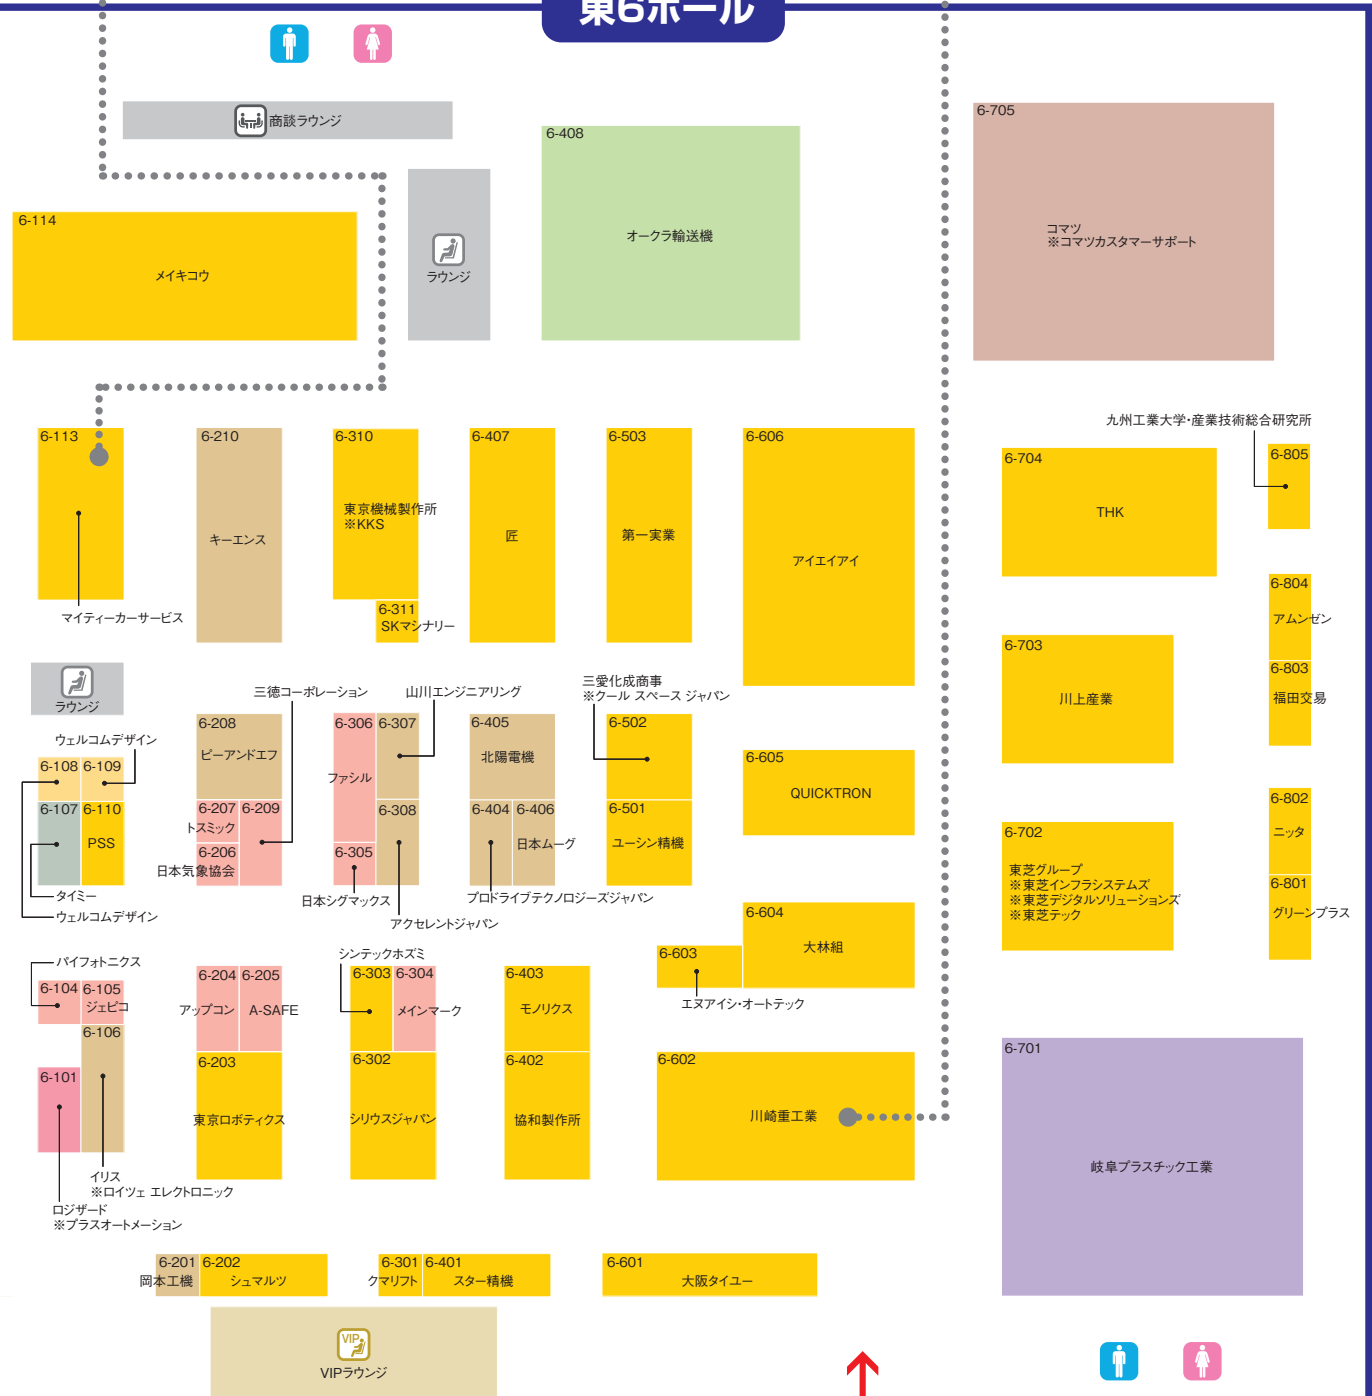 東6ホール
商談ラウンジ
6-408
6-705
オークラ輸送機
コマツ
※コマツカスタマーサポート
6-114
メイキコウ
ラウンジ
九州工業大学・産業技術総合研究所
6-113
6-210
6-310
6-407
6-503
6-606
6-704
6-805
東京機械製作所
※KKS
キーエンス
匠
第一実業
アイエイアイ
THK
6-311
SKマシナリー
マイティーカーサービス
6-804
アムンゼン
6-703
川上産業
6-803
福田交易
ラウンジ
三徳コーポレーション
山川エンジニアリング
三愛化成商事
※クール スペース ジャパン
6-208
ビーアンドエフ
6-306
ファシル
6-307
6-405
北陽電機
6-502
ウェルコムデザイン
6-108
6-109
6-605
QUICKTRON
6-107
6-110
PSS
6-207
トスミック
6-209
6-308
6-404
6-406
日本ムーグ
6-501
ユーシン精機
6-802
ニッタ
6-206
日本気象協会
6-305
日本シグマックス
プロドライブテクノロジーズジャパン
アクセレントジャパン
タイミー
ウェルコムデザイン
6-702
東芝グループ
※東芝インフラシステムズ
※東芝デジタルソリューションズ
※東芝テック
6-801
グリーンプラス
6-604
大林組
6-603
エヌアイシ・オートテック
シンテックホズミ
パイフォトニクス
6-104
6-105
ジェピコ
6-204
アップコン
6-205
A-SAFE
6-303
6-304
メインマーク
6-403
モノリクス
6-106
6-101
6-203
東京ロボティクス
6-302
シリウスジャパン
6-402
協和製作所
6-602
川崎重工業
6-701
岐阜プラスチック工業
イリス
※ロイツェ エレクトロニック
ロジザード
※プラスオートメーション
6-201
岡本工機
6-202
シュマルツ
6-301
クマリフト
6-401
スター精機
6-601
大阪タイユー
VIP
VIPラウンジ